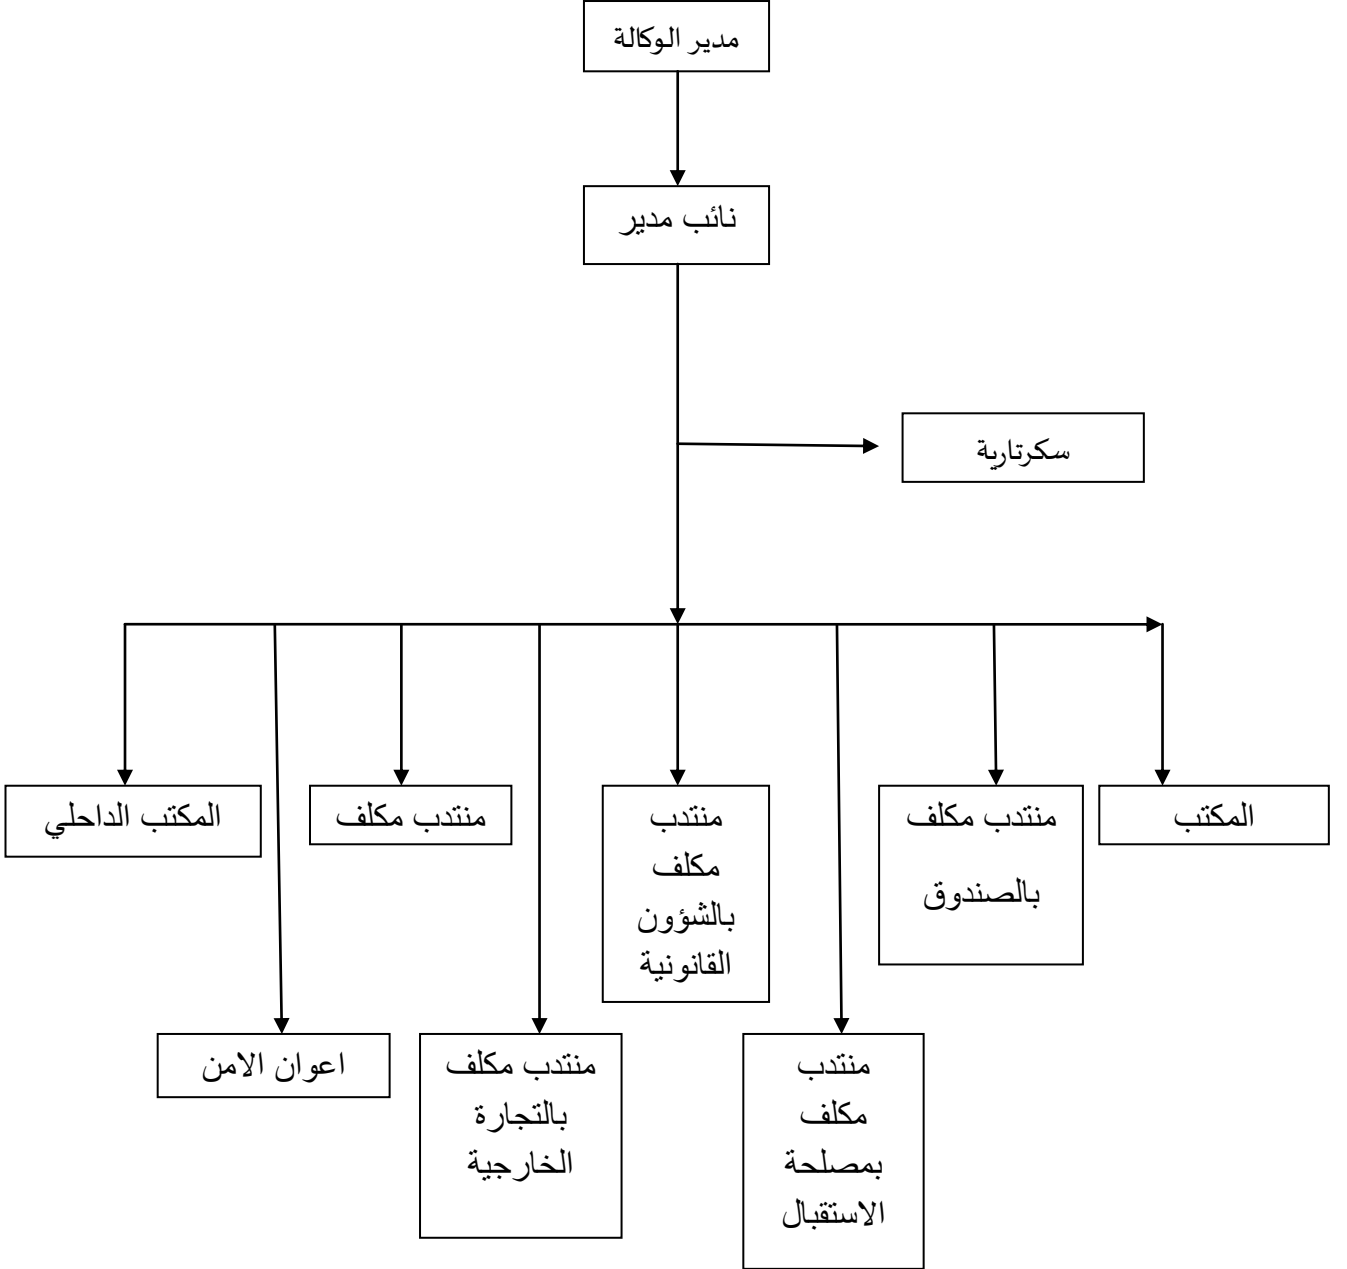 مدير الوكالة
نائب مدير
سكرتارية
المكتب
منتدب مكلف
بالصندوق
منتدب
مكلف
بالشؤون
القانونية
منتدب مكلف
المكتب الداحلي
منتدب
مكلف
بمصلحة
الاستقبال
منتدب مكلف
بالتجارة
الخارجية
اعوان الامن